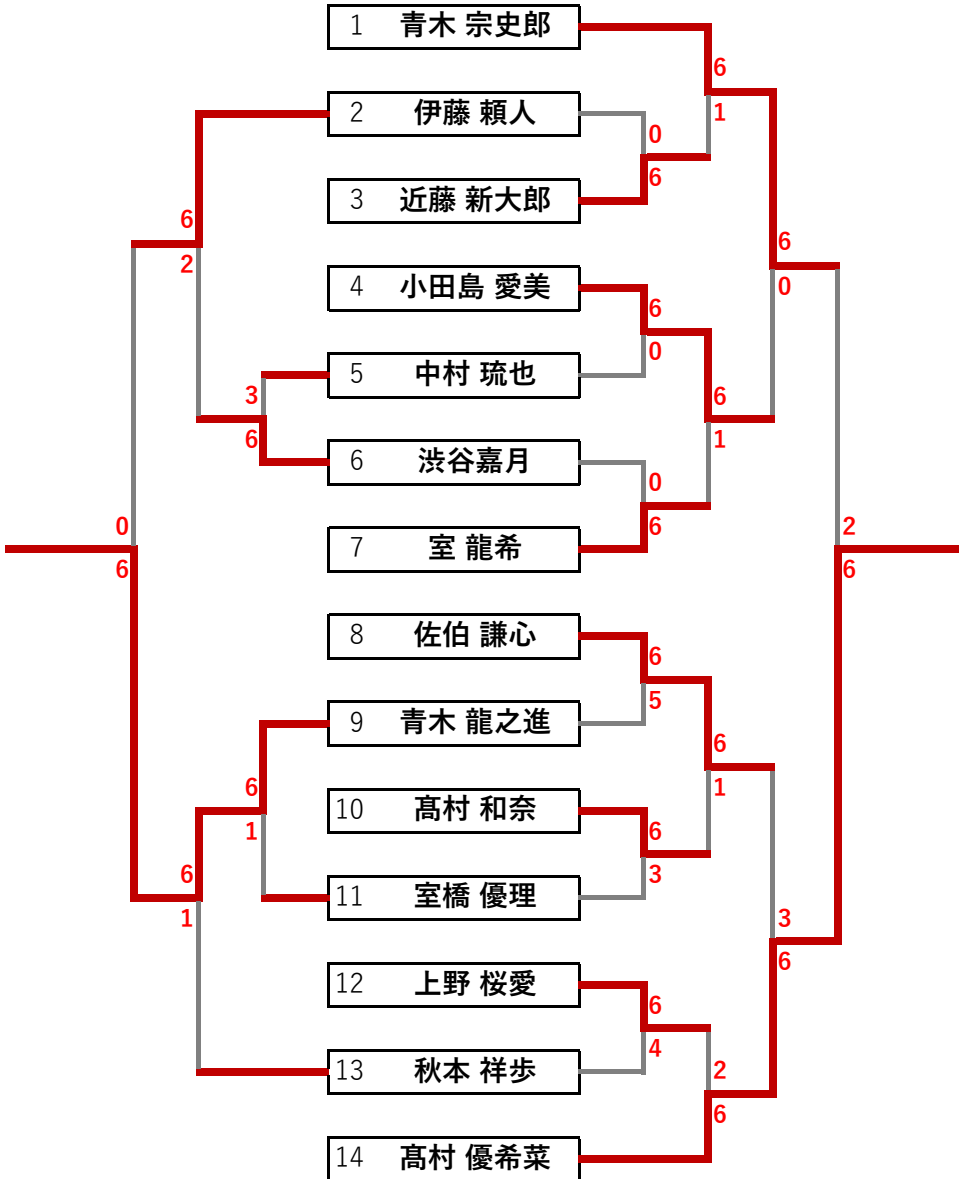 1 青木 宗史郎
6
2 伊藤 頼人
1
0
3 近藤 新大郎
6
6
2
6
0
4 小田島 愛美
6
0
5 中村 琉也
3
6
6
1
6 渋谷嘉月
0
6
7 室 龍希
0
6
2
6
8 佐伯 謙心
6
5
9 青木 龍之進
6
1
6
1
10 髙村 和奈
6
3
11 室橋 優理
6
1
3
6
12 上野 桜愛
6
4
13 秋本 祥歩
2
6
14 髙村 優希菜